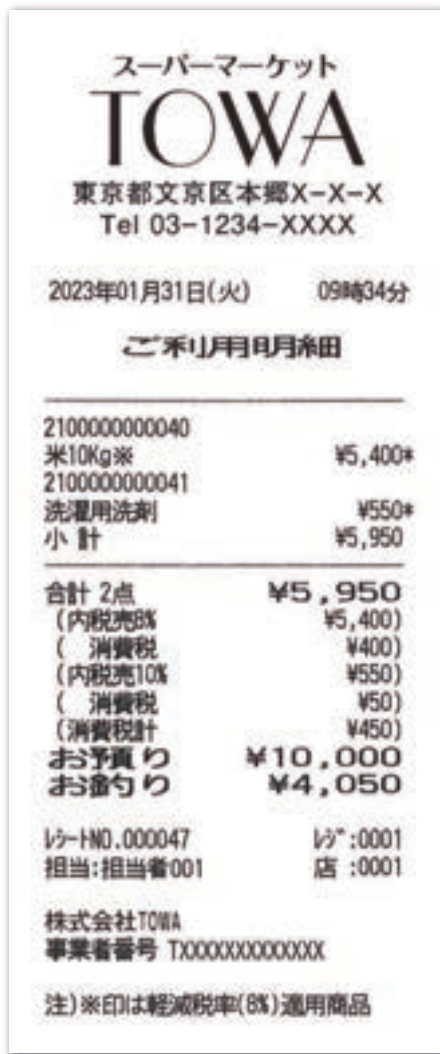 スーパーマーケット
TOWA
東京都文京区本郷X-X-X
Tel 03-1234-XXXX
2023年01月31日(火) 09時34分
ご利用明細
2100000000040
米10Kg※ ¥5,400*
2100000000041
洗濯用洗剤 ¥550*
小 計 ¥5,950
合計 2点 ¥5,950
(内税売8% ¥5,400)
( 消費税 ¥400)
(内税売10% ¥550)
( 消費税 ¥50)
(消費税計 ¥450)
お予頁り ¥10,000
お釣り ¥4,050
レシートNO.000047 レジ:0001
担当:担当者001 店 :0001
株式会社TOWA
事業者番号 TXXXXXXXXXXXXX
注)※印は軽減税率(8%)適用商品